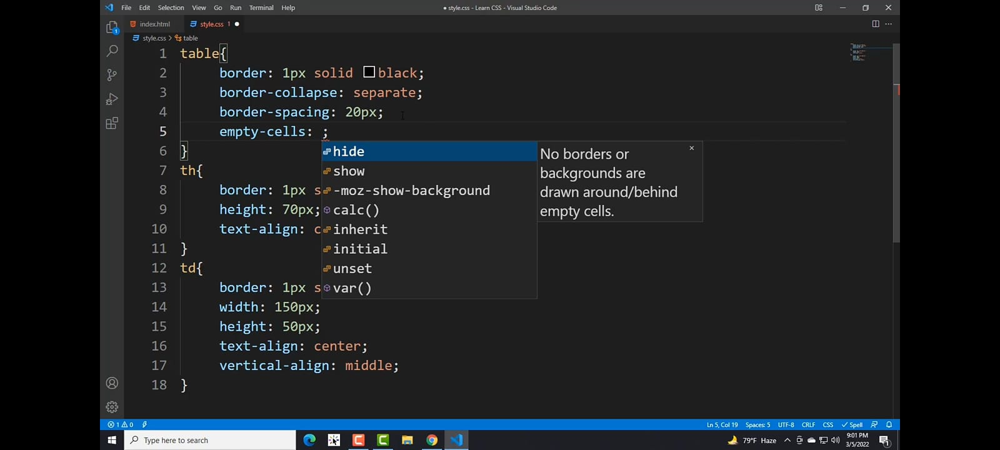 File Edit Selection View Go Run Terminal Help
● style.css - Learn CSS - Visual Studio Code
index.html
style.css 1 ●
style.css > table
1 table{
2 border: 1px solid black;
3 border-collapse: separate;
4 border-spacing: 20px;
5 empty-cells: ;
6 }
7 th{
8 border: 1px s
9 height: 70px;
10 text-align: c
11 }
12 td{
13 border: 1px s
14 width: 150px;
15 height: 50px;
16 text-align: center;
17 vertical-align: middle;
18 }
hide
show
-moz-show-background
calc()
inherit
initial
unset
var()
No borders or
backgrounds are
drawn around/behind
empty cells.
1
1 0
Ln 5, Col 19 Spaces: 5 UTF-8 CRLF CSS Spell
Type here to search
79°F Haze
9:01 PM
3/5/2022